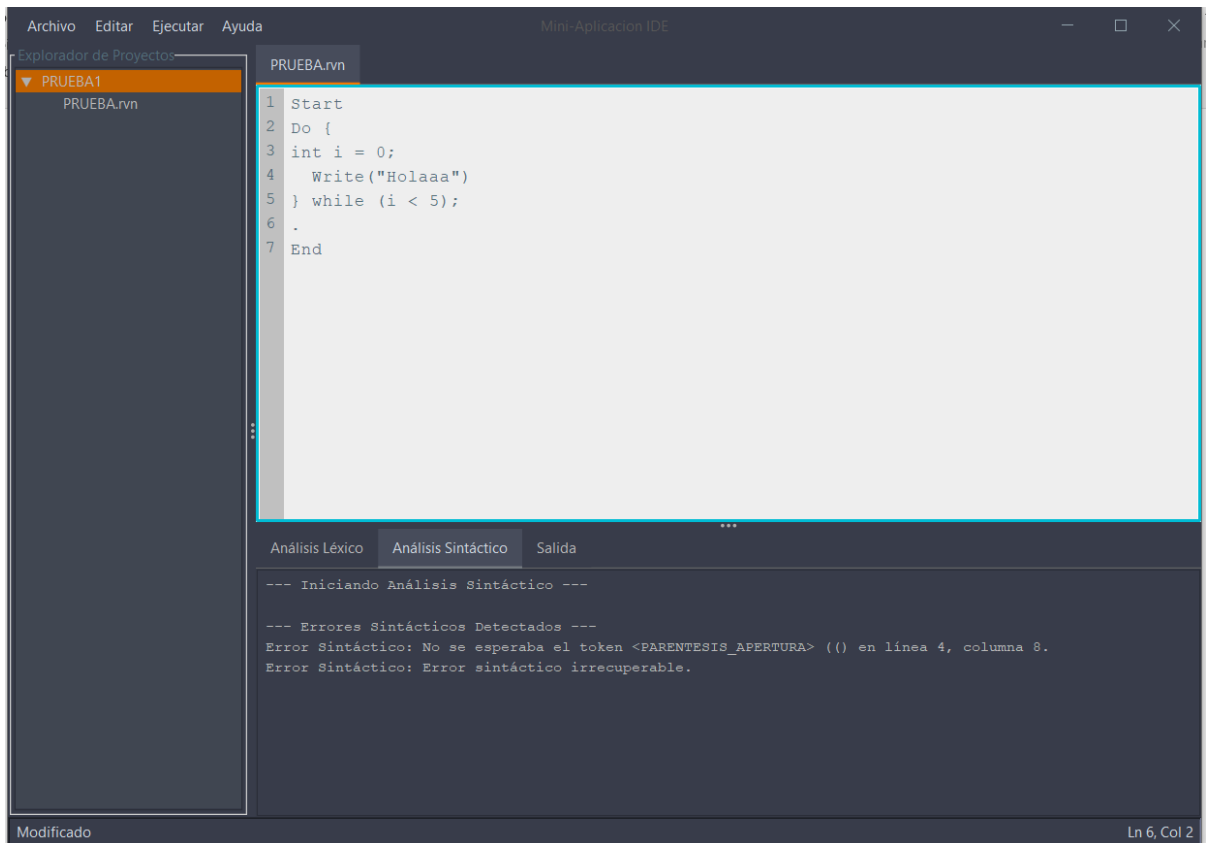 Archivo Editar Ejecutar Ayuda Mini-Aplicacion IDE
Explorador de Proyectos
PRUEBA1
PRUEBA.rvn
PRUEBA.rvn
1 Start
2 Do {
3 int i = 0;
4 Write("Holaaa")
5 } while (i < 5);
6 .
7 End
Análisis Léxico Análisis Sintáctico Salida
--- Iniciando Análisis Sintáctico ---
--- Errores Sintácticos Detectados ---
Error Sintáctico: No se esperaba el token <PARENTESIS_APERTURA> (() en línea 4, columna 8.
Error Sintáctico: Error sintáctico irrecuperable.
Modificado Ln 6, Col 2